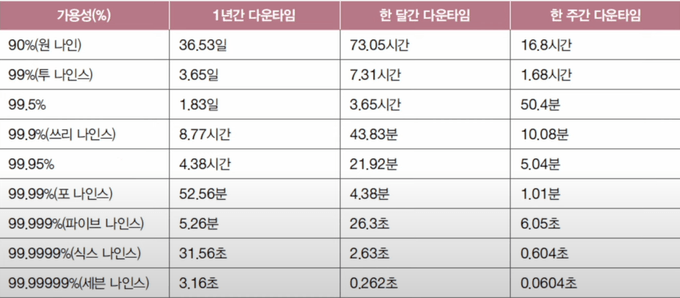 가용성(%) 1년간 다운타임 한 달간 다운타임 한 주간 다운타임
90%(원 나인) 36.53일 73.05시간 16.8시간
99%(투 나인스) 3.65일 7.31시간 1.68시간
99.5% 1.83일 3.65시간 50.4분
99.9%(쓰리 나인스) 8.77시간 43.83분 10.08분
99.95% 4.38시간 21.92분 5.04분
99.99%(포 나인스) 52.56분 4.38분 1.01분
99.999%(파이브 나인스) 5.26분 26.3초 6.05초
99.9999%(식스 나인스) 31.56초 2.63초 0.604초
99.99999%(세븐 나인스) 3.16초 0.262초 0.0604초